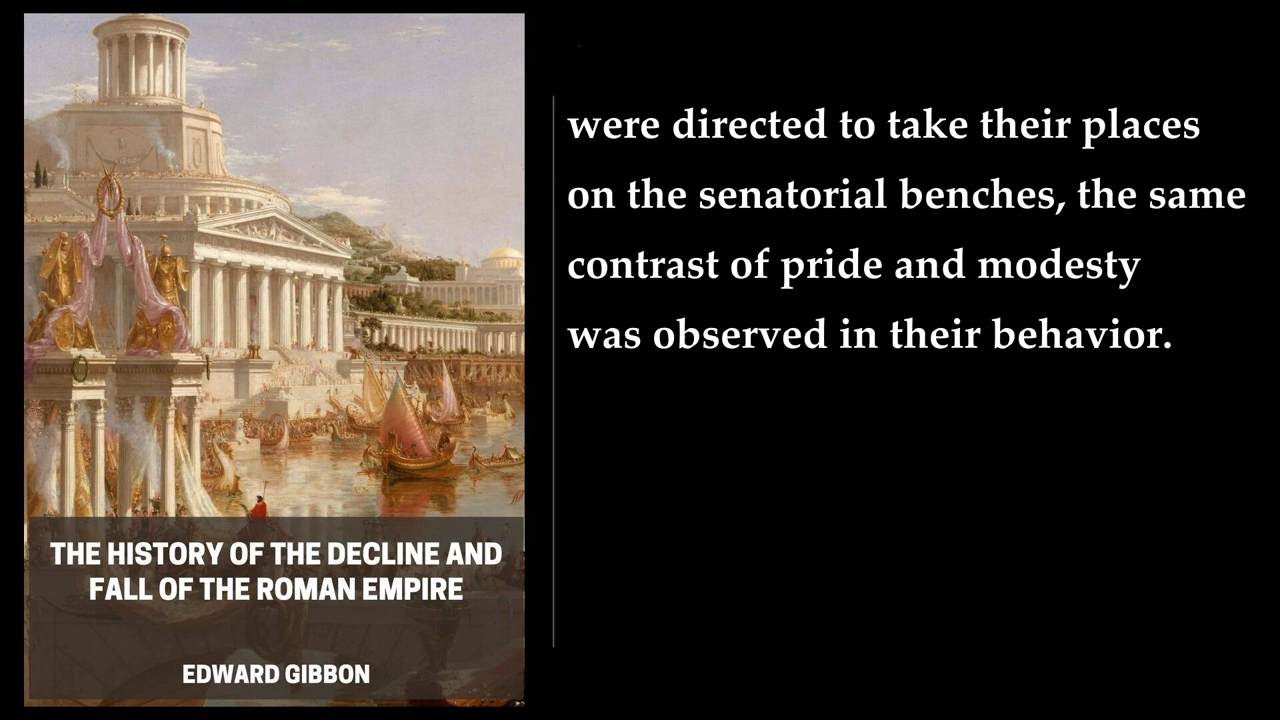 THE HISTORY OF THE DECLINE AND
FALL OF THE ROMAN EMPIRE
EDWARD GIBBON
were directed to take their places
on the senatorial benches, the same
contrast of pride and modesty
was observed in their behavior.